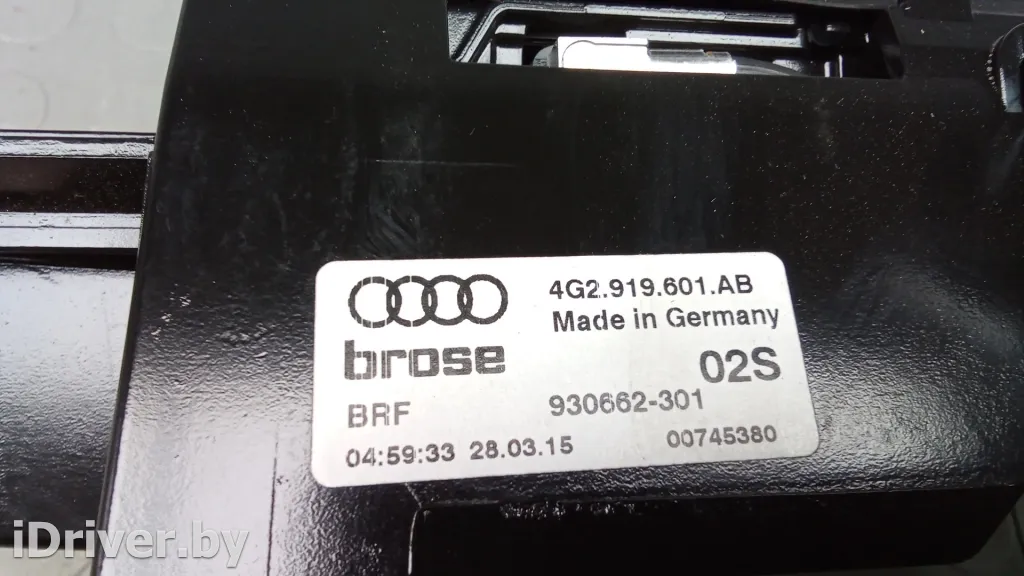 4G2.919.601.AB
Made in Germany
brose
02S
BRF
930662-301
04:59:33 28.03.15
00745380
iDriver.by